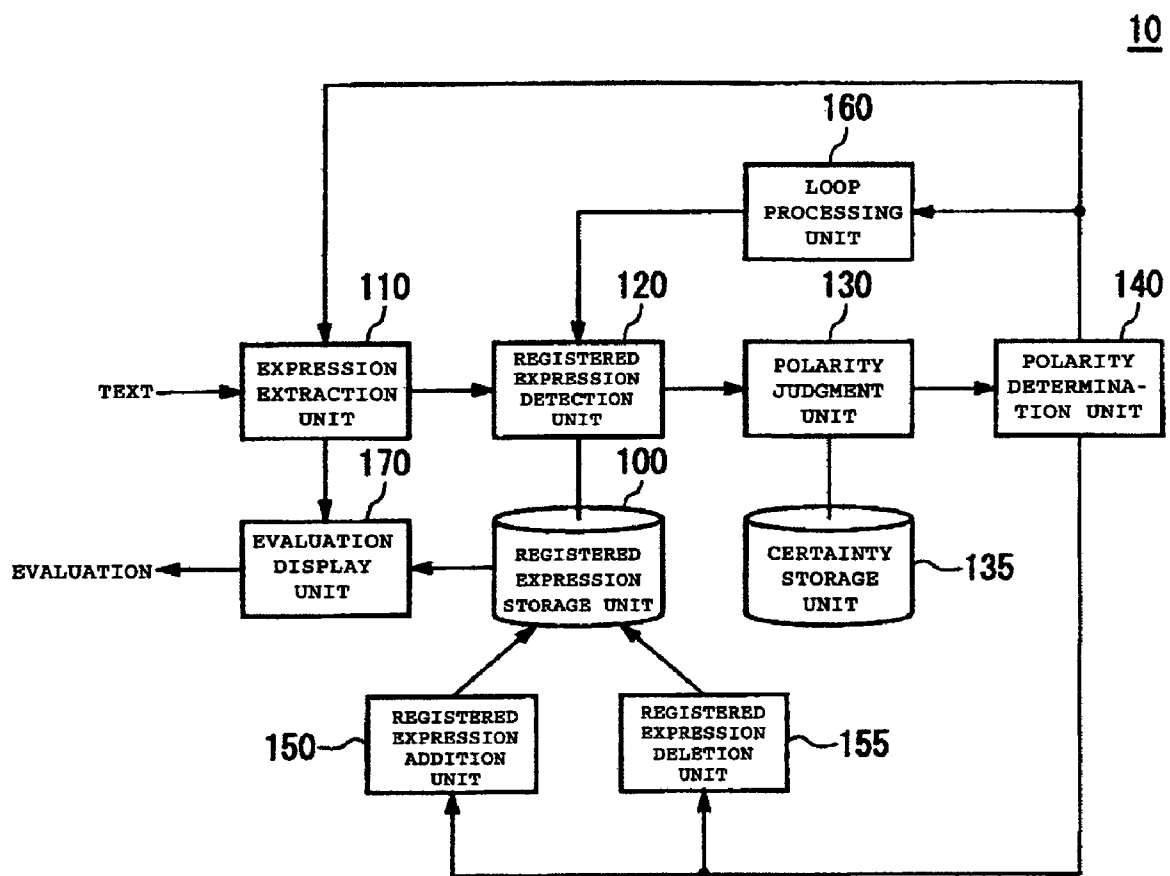 10
160
LOOP
PROCESSING
UNIT
110
120
130
140
TEXT
EXPRESSION
EXTRACTION
UNIT
REGISTERED
EXPRESSION
DETECTION
UNIT
POLARITY
JUDGMENT
UNIT
POLARITY
DETERMINA-
TION UNIT
170
100
EVALUATION
EVALUATION
DISPLAY
UNIT
REGISTERED
EXPRESSION
STORAGE UNIT
CERTAINTY
STORAGE
UNIT
135
150
REGISTERED
EXPRESSION
ADDITION
UNIT
REGISTERED
EXPRESSION
DELETION
UNIT
155